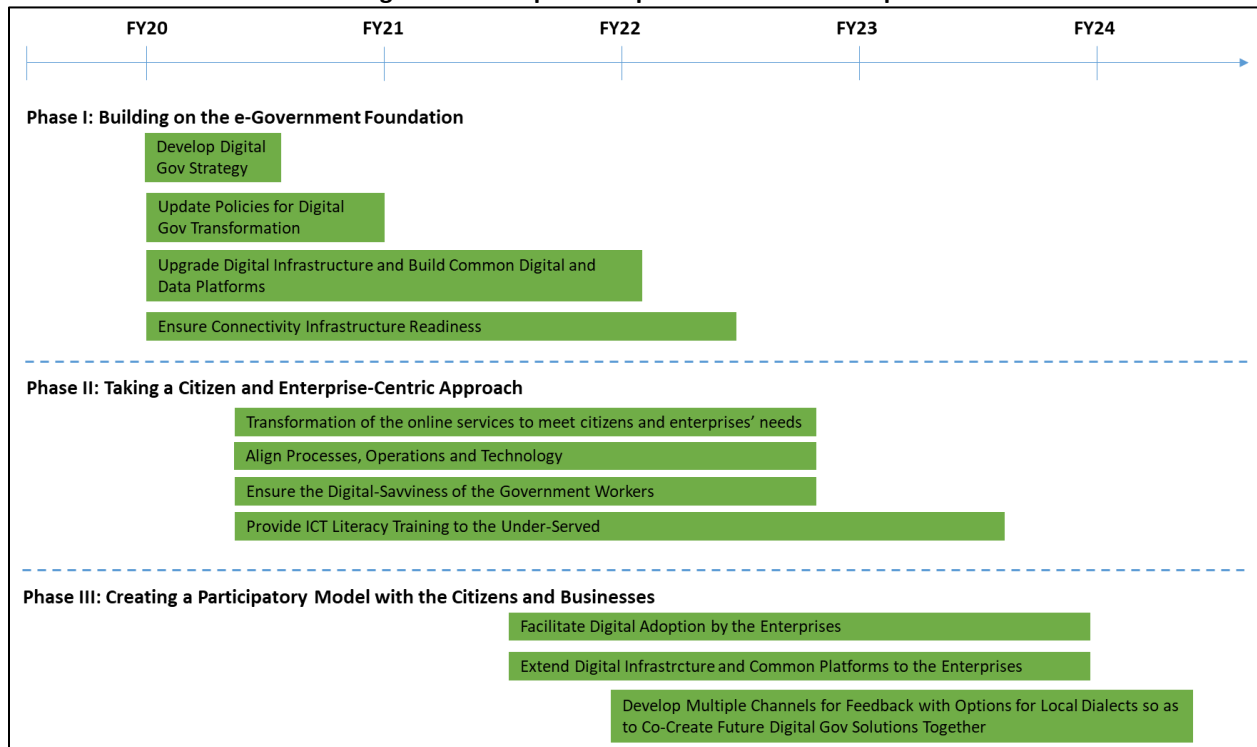 FY20 FY21 FY22 FY23 FY24
Phase I: Building on the e-Government Foundation
Develop Digital
Gov Strategy
Update Policies for Digital
Gov Transformation
Upgrade Digital Infrastructure and Build Common Digital and
Data Platforms
Ensure Connectivity Infrastructure Readiness
Phase II: Taking a Citizen and Enterprise-Centric Approach
Transformation of the online services to meet citizens and enterprises’ needs
Align Processes, Operations and Technology
Ensure the Digital-Savviness of the Government Workers
Provide ICT Literacy Training to the Under-Served
Phase III: Creating a Participatory Model with the Citizens and Businesses
Facilitate Digital Adoption by the Enterprises
Extend Digital Infrastrcture and Common Platforms to the Enterprises
Develop Multiple Channels for Feedback with Options for Local Dialects so as
to Co-Create Future Digital Gov Solutions Together